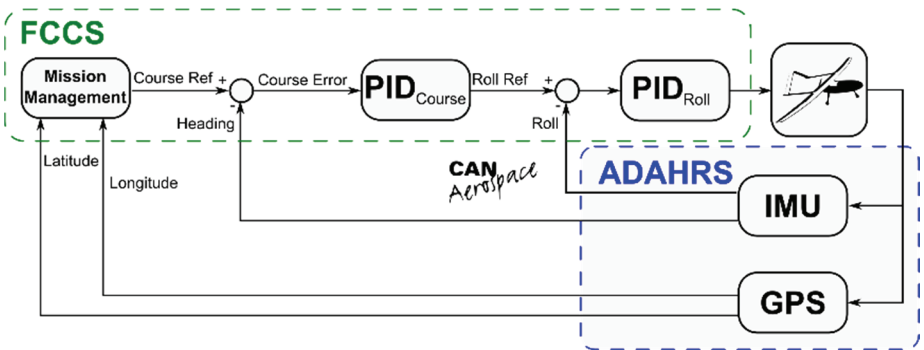 FCCS
Mission
Management
Course Ref
+
-
Heading
Course Error
PID Course
Roll Ref
+
-
Roll
PID Roll
Latitude
Longitude
CAN
Aerospace
ADAHRS
IMU
GPS